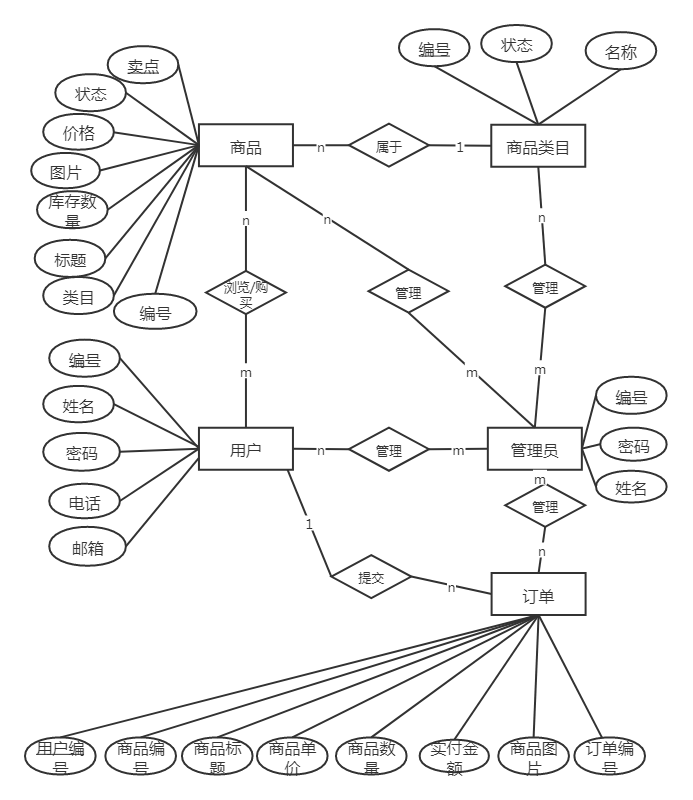 编号
状态
名称
卖点
状态
价格
图片
库存数
量
标题
类目
编号
商品
n
属于
1
商品类目
n
n
n
浏览/购
买
管理
管理
m
m
m
编号
姓名
密码
电话
邮箱
用户
n
管理
m
管理员
编号
密码
姓名
m
管理
n
1
提交
n
订单
用户编
号
商品编
号
商品标
题
商品单
价
商品数
量
实付金
额
商品图
片
订单编
号